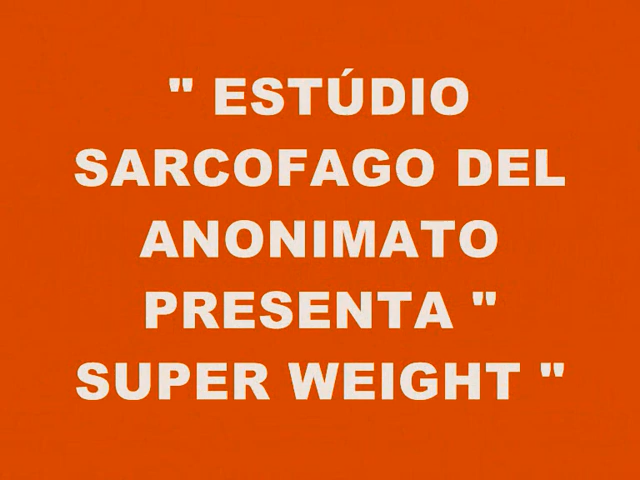 " ESTÚDIO
SARCOFAGO DEL
ANONIMATO
PRESENTA "
SUPER WEIGHT "